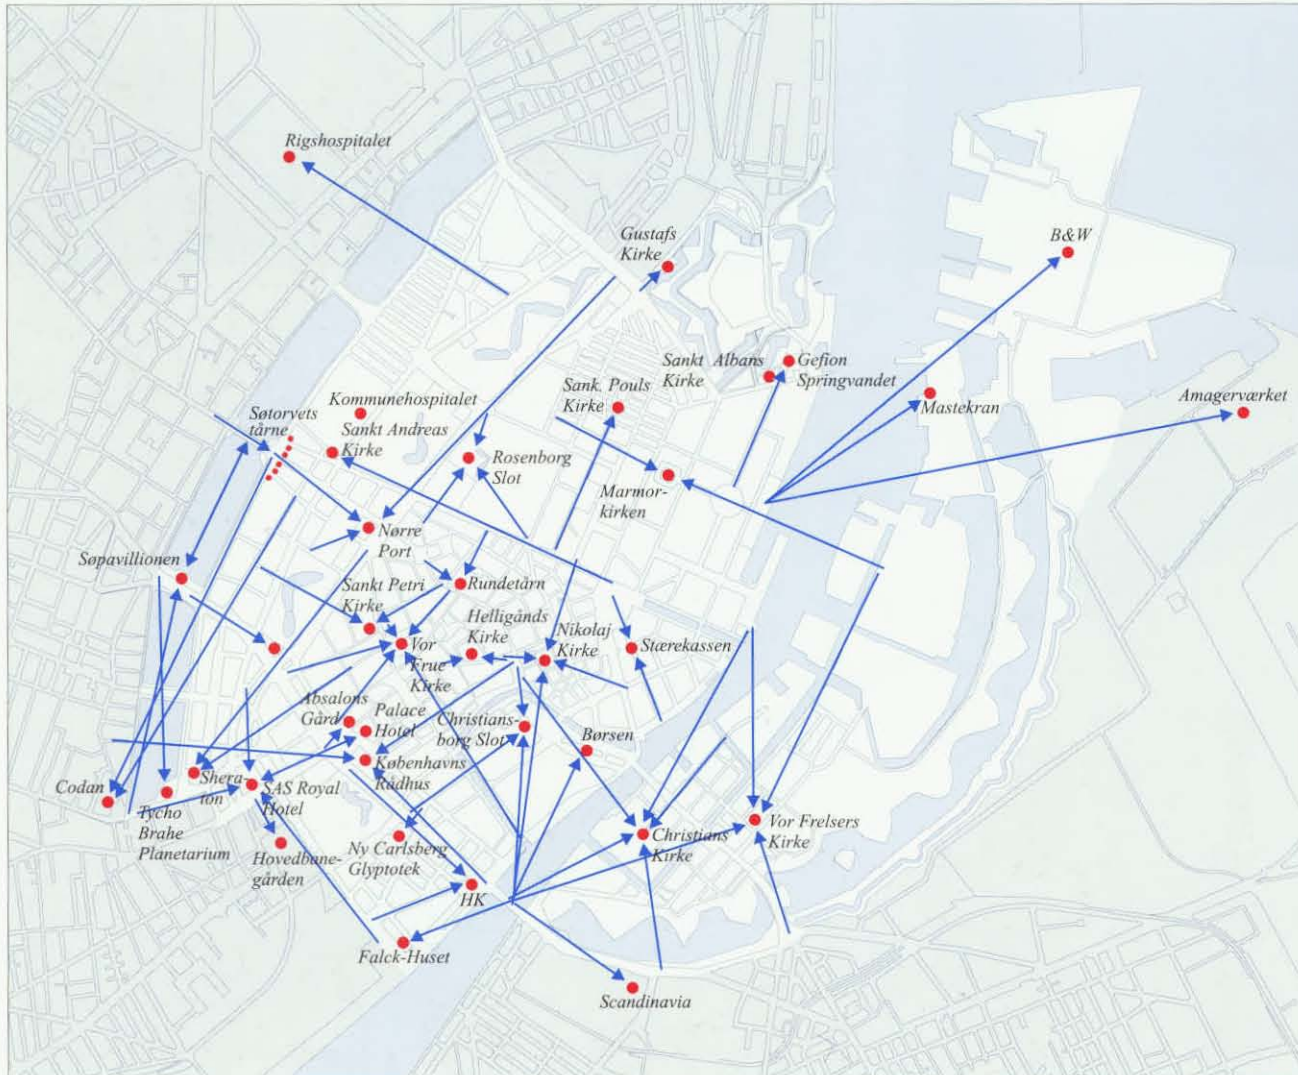 Rigshospitalet
Gustafs
Kirke
B&W
Sankt Albans
Kirke
Gefion
Springvandet
Sank. Pouls
Kirke
Mastekran
Amagerværket
Kommunehospitalet
Søtorvets
tårne
Sankt Andreas
Kirke
Rosenborg
Slot
Marmor-
kirken
Nørre
Port
Søpavillionen
Sankt Petri
Kirke
Rundetårn
Helligånds
Kirke
Nikolaj
Kirke
Stærekassen
Vor
Frue
Kirke
Absalons
Gård
Palace
Hotel
Christians-
borg Slot
Børsen
Københavns
Rådhus
Codan
Tycho
Brahe
Planetarium
Shera-
ton
SAS Royal
Hotel
Hovedbane-
gården
Ny Carlsberg
Glyptotek
Christians
Kirke
Vor Frelsers
Kirke
HK
Falck-Huset
Scandinavia